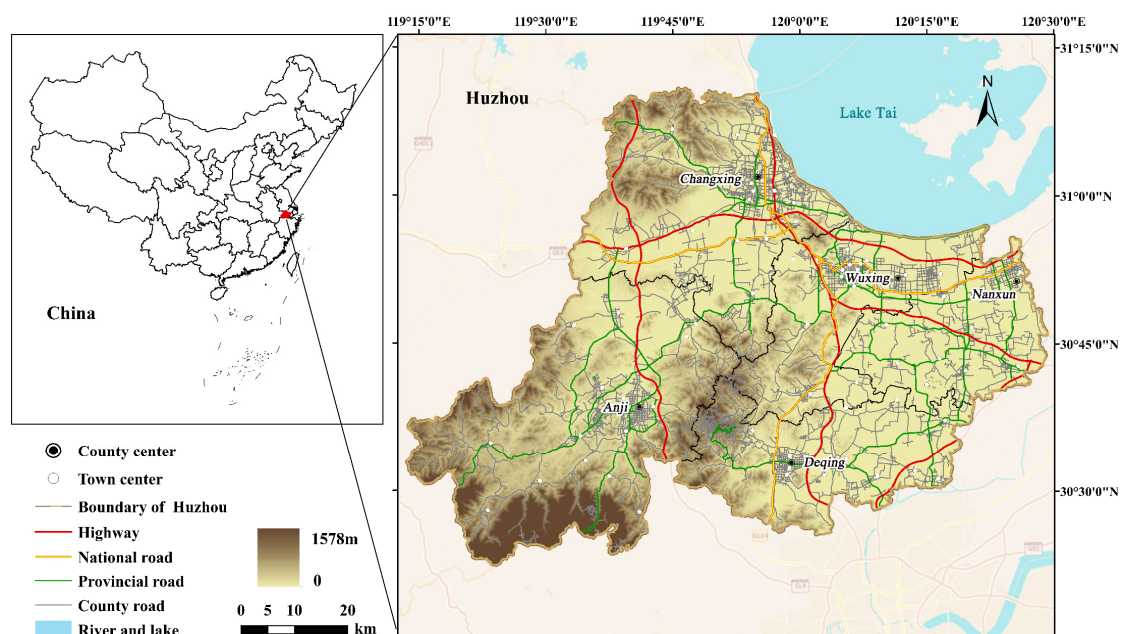 119°15'0"E 119°30'0"E 119°45'0"E 120°00'0"E 120°15'0"E 120°30'0"E
31°15'0"N
31°0'0"N
30°45'0"N
30°30'0"N
Huzhou
N
Lake Tai
Changxing
Wuxing
Nanxun
Anji
Deqing
China
County center
Town center
Boundary of Huzhou
Highway
National road
Provincial road
County road
River and lake
1578m
0
0 5 10 20
km